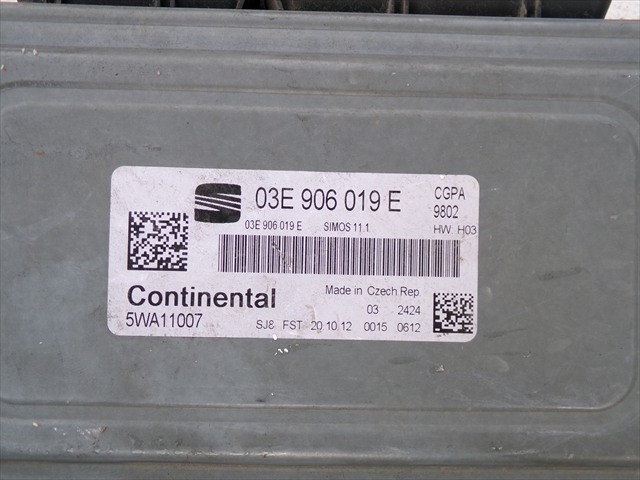 03E 906 019 E
CGPA
9802
03E 906 019 E SIMOS 11.1
HW H03
Continental
5WA11007
Made in Czech Rep
03 2424
SJ8 FST 20 10 12 0015 0612